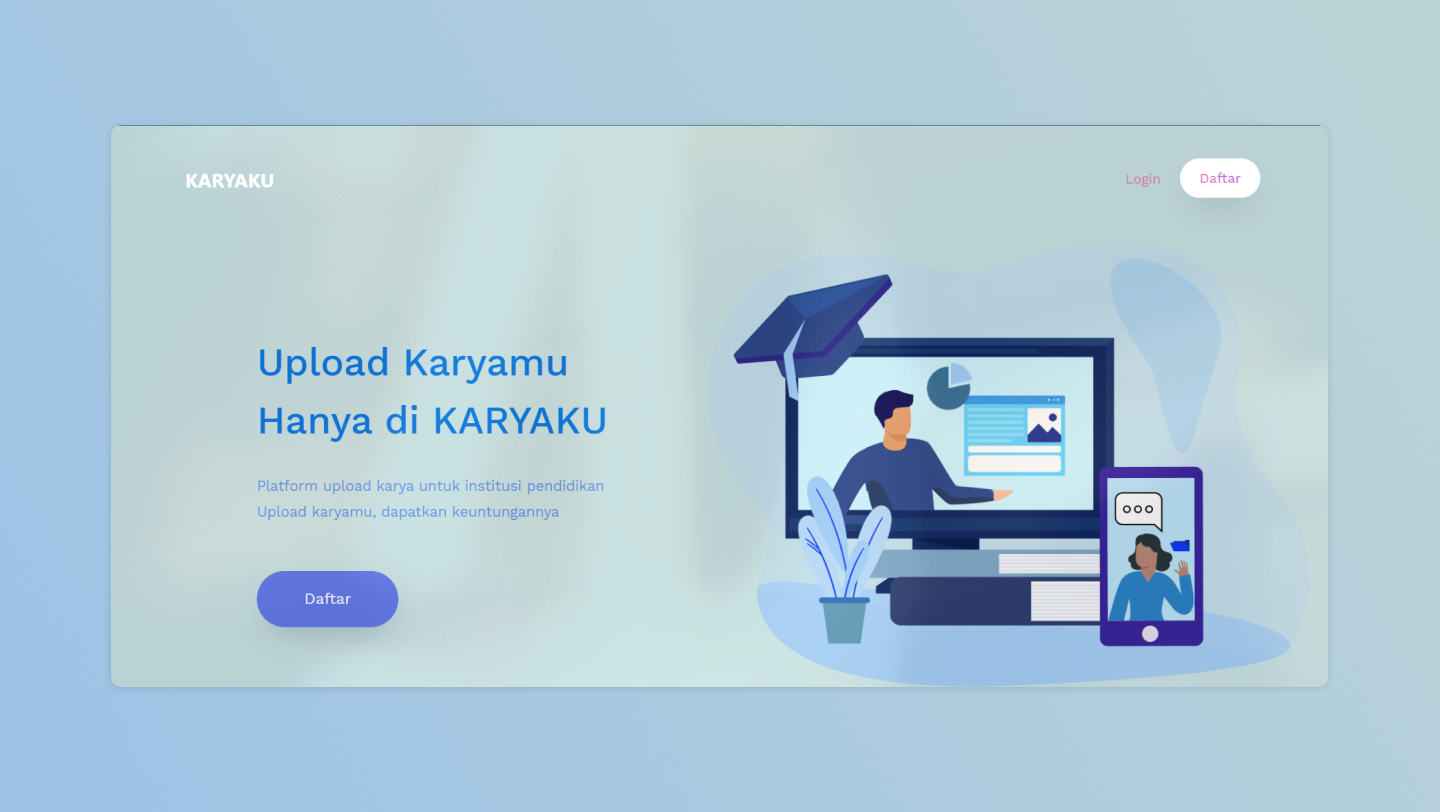 KARYAKU
Login
Daftar
Upload Karyamu
Hanya di KARYAKU
Platform upload karya untuk institusi pendidikan
Upload karyamu, dapatkan keuntungannya
Daftar